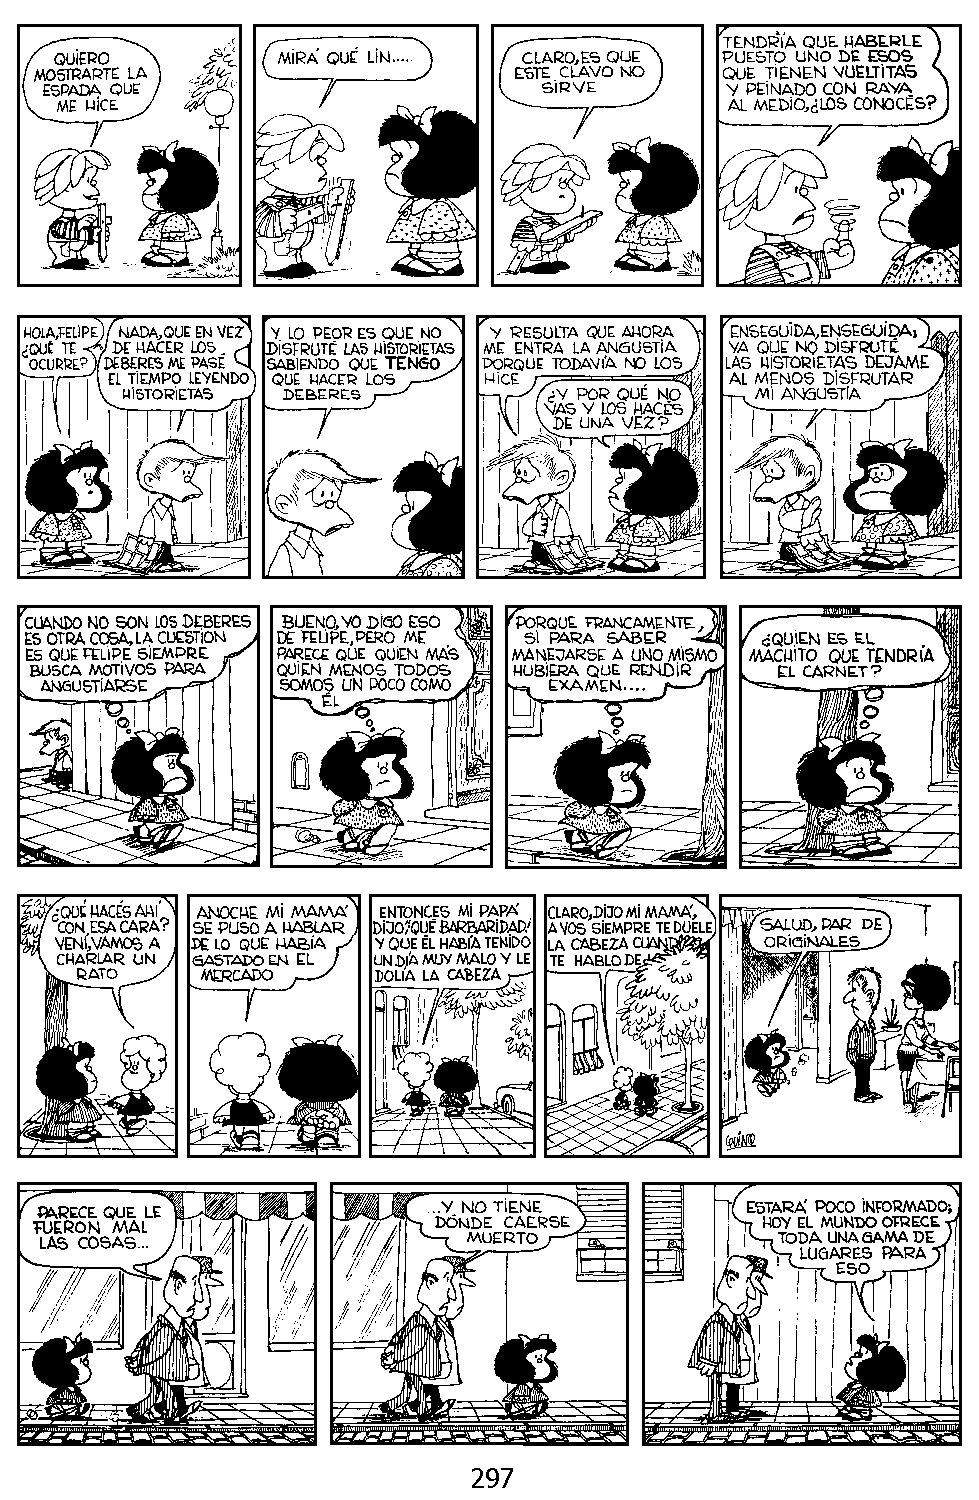 QUIERO
MOSTRARTE LA
ESPADA QUE
ME HICE
MIRÁ QUÉ LIN.....
CLARO, ES QUE
ESTE CLAVO NO
SIRVE
TENDRÍA QUE HABERLE
PUESTO UNO DE ESOS
QUE TIENEN VUELTITAS
Y PEINADO CON RAYA
AL MEDIO, ¿LOS CONOCÉS?
HOLA, FELIPE
¿QUÉ TE
OCURRE?
NADA, QUE EN VEZ
DE HACER LOS
DEBERES ME PASÉ
EL TIEMPO LEYENDO
HISTORIETAS
Y LO PEOR ES QUE NO
DISFRUTÉ LAS HISTORIETAS
SABIENDO QUE TENGO
QUE HACER LOS
DEBERES
Y RESULTA QUE AHORA
ME ENTRA LA ANGUSTIA
PORQUE TODAVÍA NO LOS
HICE
¿Y POR QUÉ NO
VAS Y LOS HACÉS
DE UNA VEZ?
ENSEGUIDA, ENSEGUIDA;
YA QUE NO DISFRUTÉ
LAS HISTORIETAS DEJAME
AL MENOS DISFRUTAR
MI ANGUSTIA
CUANDO NO SON LOS DEBERES
ES OTRA COSA, LA CUESTION
ES QUE FELIPE SIEMPRE
BUSCA MOTIVOS PARA
ANGUSTIARSE
BUENO, YO DIGO ESO
DE FELIPE, PERO ME
PARECE QUE QUIEN MÁS
QUIEN MENOS TODOS
SOMOS UN POCO COMO
ÉL
PORQUE FRANCAMENTE,
SI PARA SABER
MANEJARSE A UNO MISMO
HUBIERA QUE RENDIR
EXAMEN....
¿QUIEN ES EL
MACHITO QUE TENDRÍA
EL CARNET?
¿QUÉ HACÉS AHÍ
CON ESA CARA?
VENÍ, VAMOS A
CHARLAR UN
RATO
ANOCHE MI MAMÁ
SE PUSO A HABLAR
DE LO QUE HABÍA
GASTADO EN EL
MERCADO
ENTONCES MI PAPÁ
DIJO ¡QUÉ BARBARIDAD!
Y QUE ÉL HABÍA TENIDO
UN DÍA MUY MALO Y LE
DOLÍA LA CABEZA
CLARO, DIJO MI MAMÁ,
A VOS SIEMPRE TE DUELE
LA CABEZA CUANDO
TE HABLO DE
SALUD, PAR DE
ORIGINALES
QUINO
PARECE QUE LE
FUERON MAL
LAS COSAS...
...Y NO TIENE
DÓNDE CAERSE
MUERTO
ESTARÁ POCO INFORMADO;
HOY EL MUNDO OFRECE
TODA UNA GAMA DE
LUGARES PARA
ESO
297